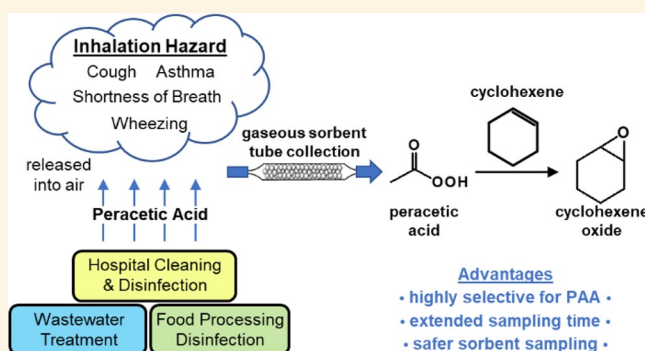 Inhalation Hazard
Cough Asthma
Shortness of Breath
Wheezing
released
into air
Peracetic Acid
Hospital Cleaning
& Disinfection
Wastewater
Treatment
Food Processing
Disinfection
gaseous sorbent
tube collection
O
OOH
peracetic
acid
cyclohexene
O
cyclohexene
oxide
Advantages
• highly selective for PAA •
• extended sampling time •
• safer sorbent sampling •